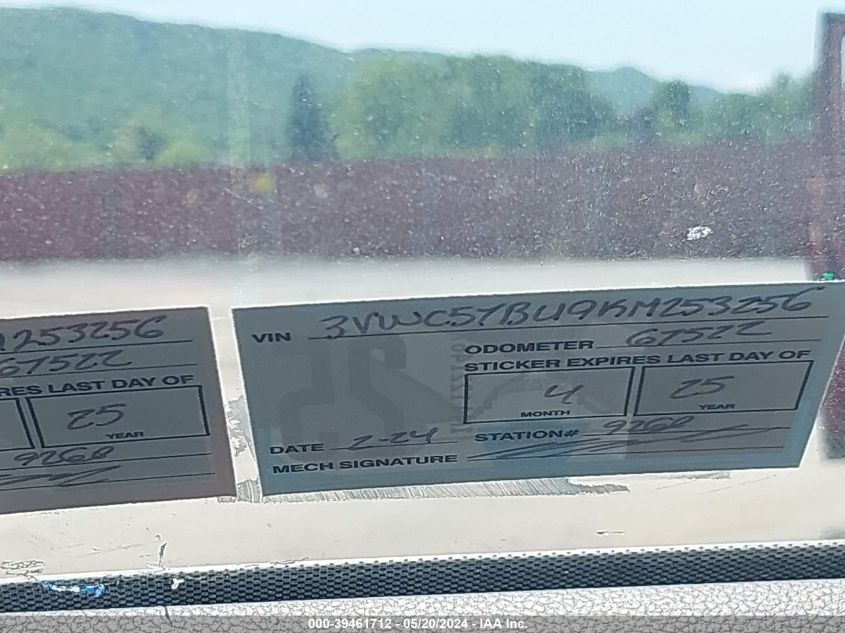 253256
67522
RES LAST DAY OF
25
YEAR
9260
VIN 3VWC57BU9KM253256
ODOMETER 67522
STICKER EXPIRES LAST DAY OF
4 25
MONTH YEAR
DATE 2-24 STATION# 9260
MECH SIGNATURE
000-39461712 - 05/20/2024 - IAA Inc.